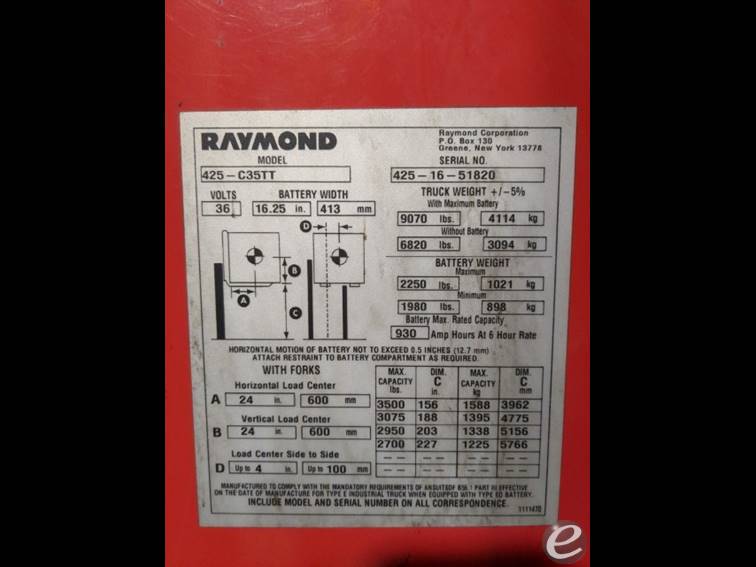 RAYMOND
Raymond Corporation
P.O. Box 130
Greene, New York 13778
MODEL
425-C35TT
SERIAL NO.
425-16-51820
VOLTS
36
BATTERY WIDTH
16.25 in. 413 mm
TRUCK WEIGHT +/-5%
With Maximum Battery
9070 lbs. 4114 kg
Without Battery
6820 lbs. 3094 kg
BATTERY WEIGHT
Maximum
2250 lbs. 1021 kg
Minimum
1980 lbs. 898 kg
Battery Max. Rated Capacity
930 Amp Hours At 6 Hour Rate
D
B
A
C
HORIZONTAL MOTION OF BATTERY NOT TO EXCEED 0.5 INCHES (12.7 mm)
ATTACH RESTRAINT TO BATTERY COMPARTMENT AS REQUIRED.
WITH FORKS
Horizontal Load Center
A 24 in. 600 mm
Vertical Load Center
B 24 in. 600 mm
Load Center Side to Side
D Up to 4 in. Up to 100 mm
MAX. CAPACITY lbs. DIM. C in. MAX. CAPACITY kg DIM. C mm
3500 156 1588 3962
3075 188 1395 4775
2950 203 1338 5156
2700 227 1225 5766
-- -- -- --
-- -- -- --
MANUFACTURED TO COMPLY WITH THE MANDATORY REQUIREMENTS OF ANSI/ITSDF B56.1 PART III EFFECTIVE
ON THE DATE OF MANUFACTURE FOR TYPE E INDUSTRIAL TRUCK WHEN EQUIPPED WITH TYPE EO BATTERY.
INCLUDE MODEL AND SERIAL NUMBER ON ALL CORRESPONDENCE.
e